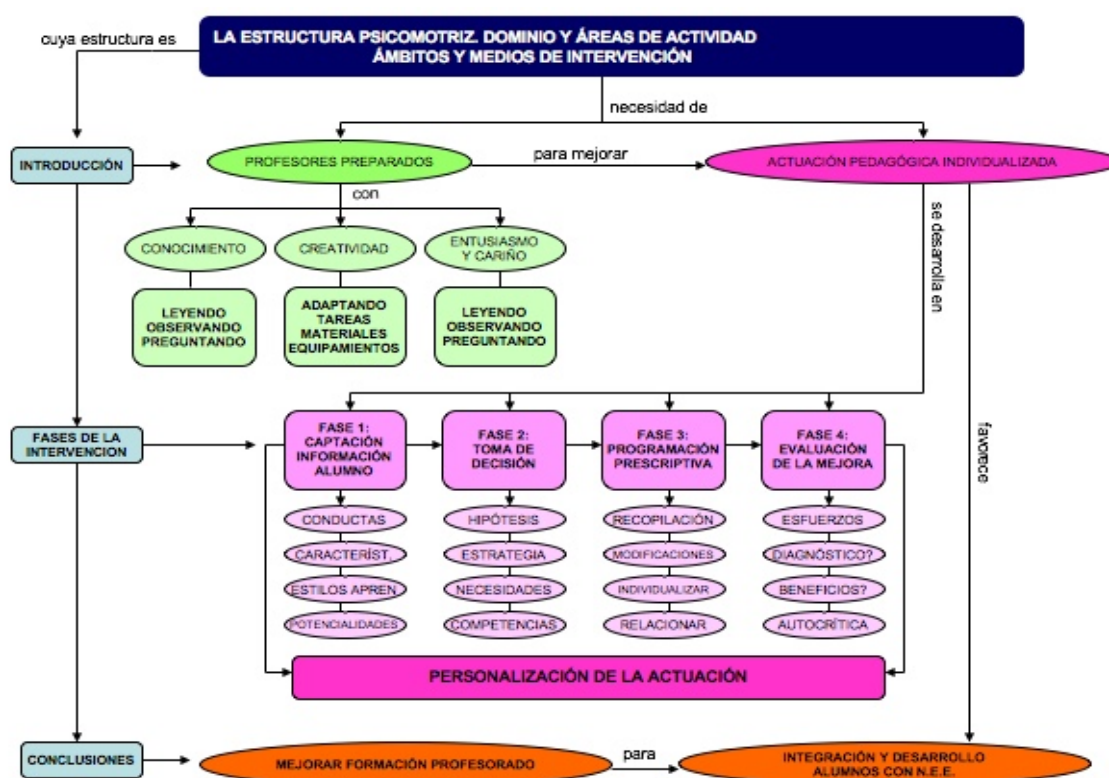 cuya estructura es
LA ESTRUCTURA PSICOMOTRIZ. DOMINIO Y ÁREAS DE ACTIVIDAD
ÁMBITOS Y MEDIOS DE INTERVENCIÓN
necesidad de
INTRODUCCIÓN
PROFESORES PREPARADOS
para mejorar
ACTUACIÓN PEDAGÓGICA INDIVIDUALIZADA
con
se desarrolla en
CONOCIMIENTO
CREATIVIDAD
ENTUSIASMO
Y CARIÑO
LEYENDO
OBSERVANDO
PREGUNTANDO
ADAPTANDO
TAREAS
MATERIALES
EQUIPAMIENTOS
LEYENDO
OBSERVANDO
PREGUNTANDO
FASES DE LA
INTERVENCION
FASE 1:
CAPTACIÓN
INFORMACIÓN
ALUMNO
FASE 2:
TOMA DE
DECISIÓN
FASE 3:
PROGRAMACIÓN
PRESCRIPTIVA
FASE 4:
EVALUACIÓN
DE LA MEJORA
favorece
CONDUCTAS
CARACTERÍST.
ESTILOS APREN
POTENCIALIDADES
HIPÓTESIS
ESTRATEGIA
NECESIDADES
COMPETENCIAS
RECOPILACIÓN
MODIFICACIONES
INDIVIDUALIZAR
RELACIONAR
ESFUERZOS
DIAGNÓSTICO?
BENEFICIOS?
AUTOCRÍTICA
PERSONALIZACIÓN DE LA ACTUACIÓN
CONCLUSIONES
MEJORAR FORMACIÓN PROFESORADO
para
INTEGRACIÓN Y DESARROLLO
ALUMNOS CON N.E.E.